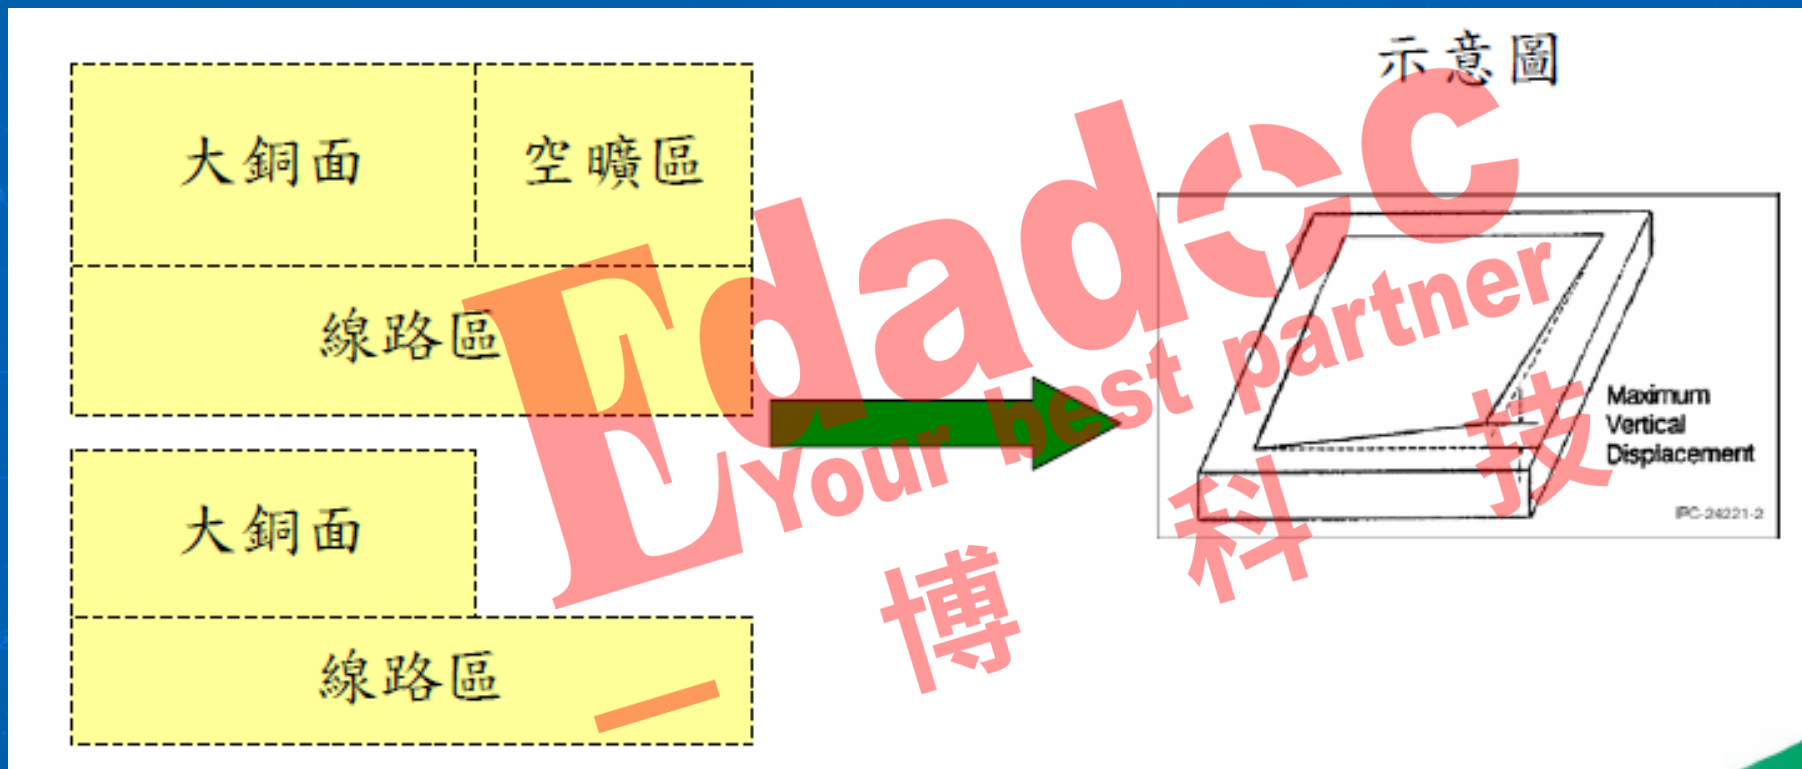 示意圖
大銅面
空曠區
線路區
大銅面
線路區
Maximum
Vertical
Displacement
IPC-24221-2
Edadoc
Your best partner
一博科技